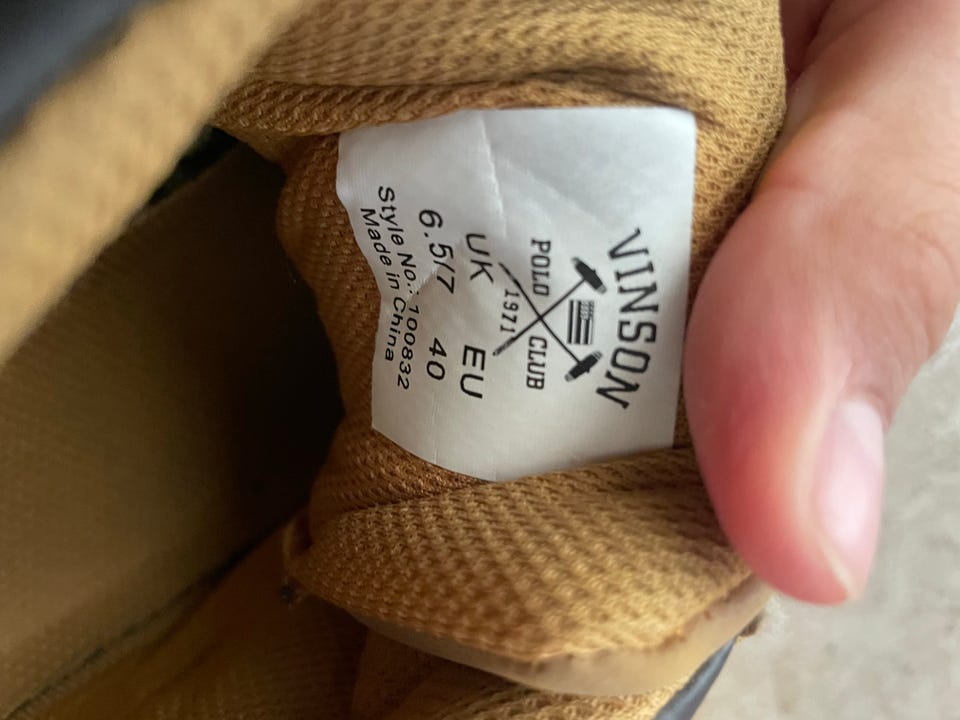 VINSON
POLO CLUB
1971
UK EU
6.5/7 40
Style No.: 100832
Made in China